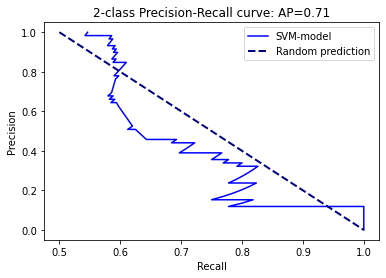 2-class Precision-Recall curve: AP=0.71
SVM-model
Random prediction
Precision
1.0
0.8
0.6
0.4
0.2
0.0
0.5 0.6 0.7 0.8 0.9 1.0
Recall